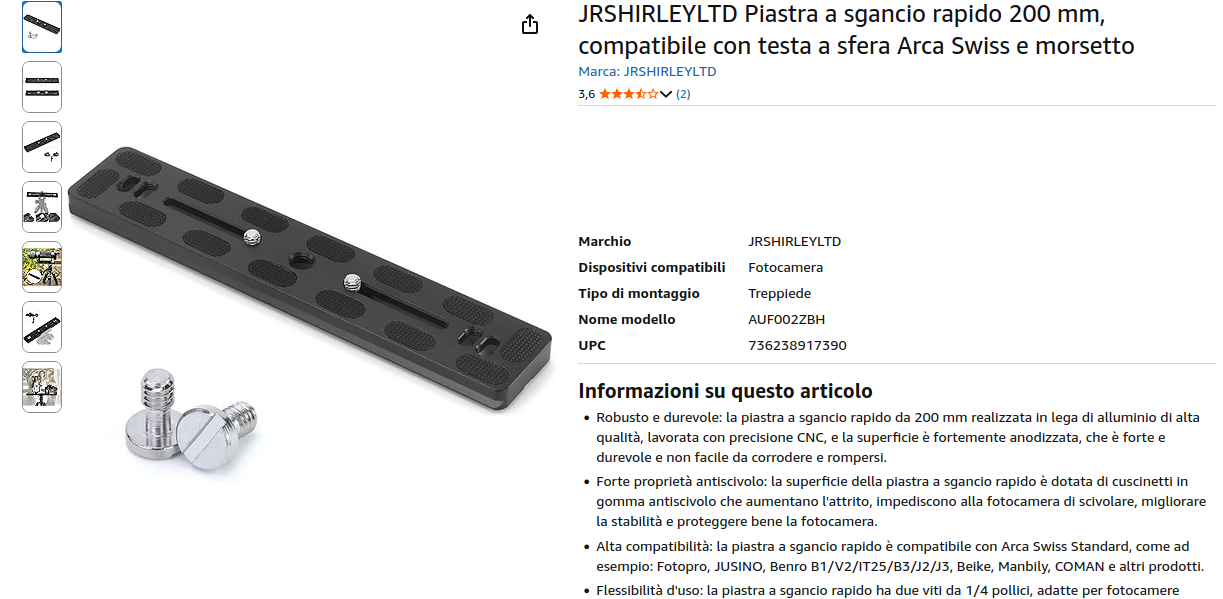 JRSHIRLEYLTD Piastra a sgancio rapido 200 mm,
compatibile con testa a sfera Arca Swiss e morsetto
Marca: JRSHIRLEYLTD
3,6 (2)
Marchio JRSHIRLEYLTD
Dispositivi compatibili Fotocamera
Tipo di montaggio Treppiede
Nome modello AUF002ZBH
UPC 736238917390
Informazioni su questo articolo
• Robusto e durevole: la piastra a sgancio rapido da 200 mm realizzata in lega di alluminio di alta
qualità, lavorata con precisione CNC, e la superficie è fortemente anodizzata, che è forte e
durevole e non facile da corrodere e rompersi.
• Forte proprietà antiscivolo: la superficie della piastra a sgancio rapido è dotata di cuscinetti in
gomma antiscivolo che aumentano l'attrito, impediscono alla fotocamera di scivolare, migliorare
la stabilità e proteggere bene la fotocamera.
• Alta compatibilità: la piastra a sgancio rapido è compatibile con Arca Swiss Standard, come ad
esempio: Fotopro, JUSINO, Benro B1/V2/IT25/B3/J2/J3, Beike, Manbily, COMAN e altri prodotti.
• Flessibilità d'uso: la piastra a sgancio rapido ha due viti da 1/4 pollici, adatte per fotocamere